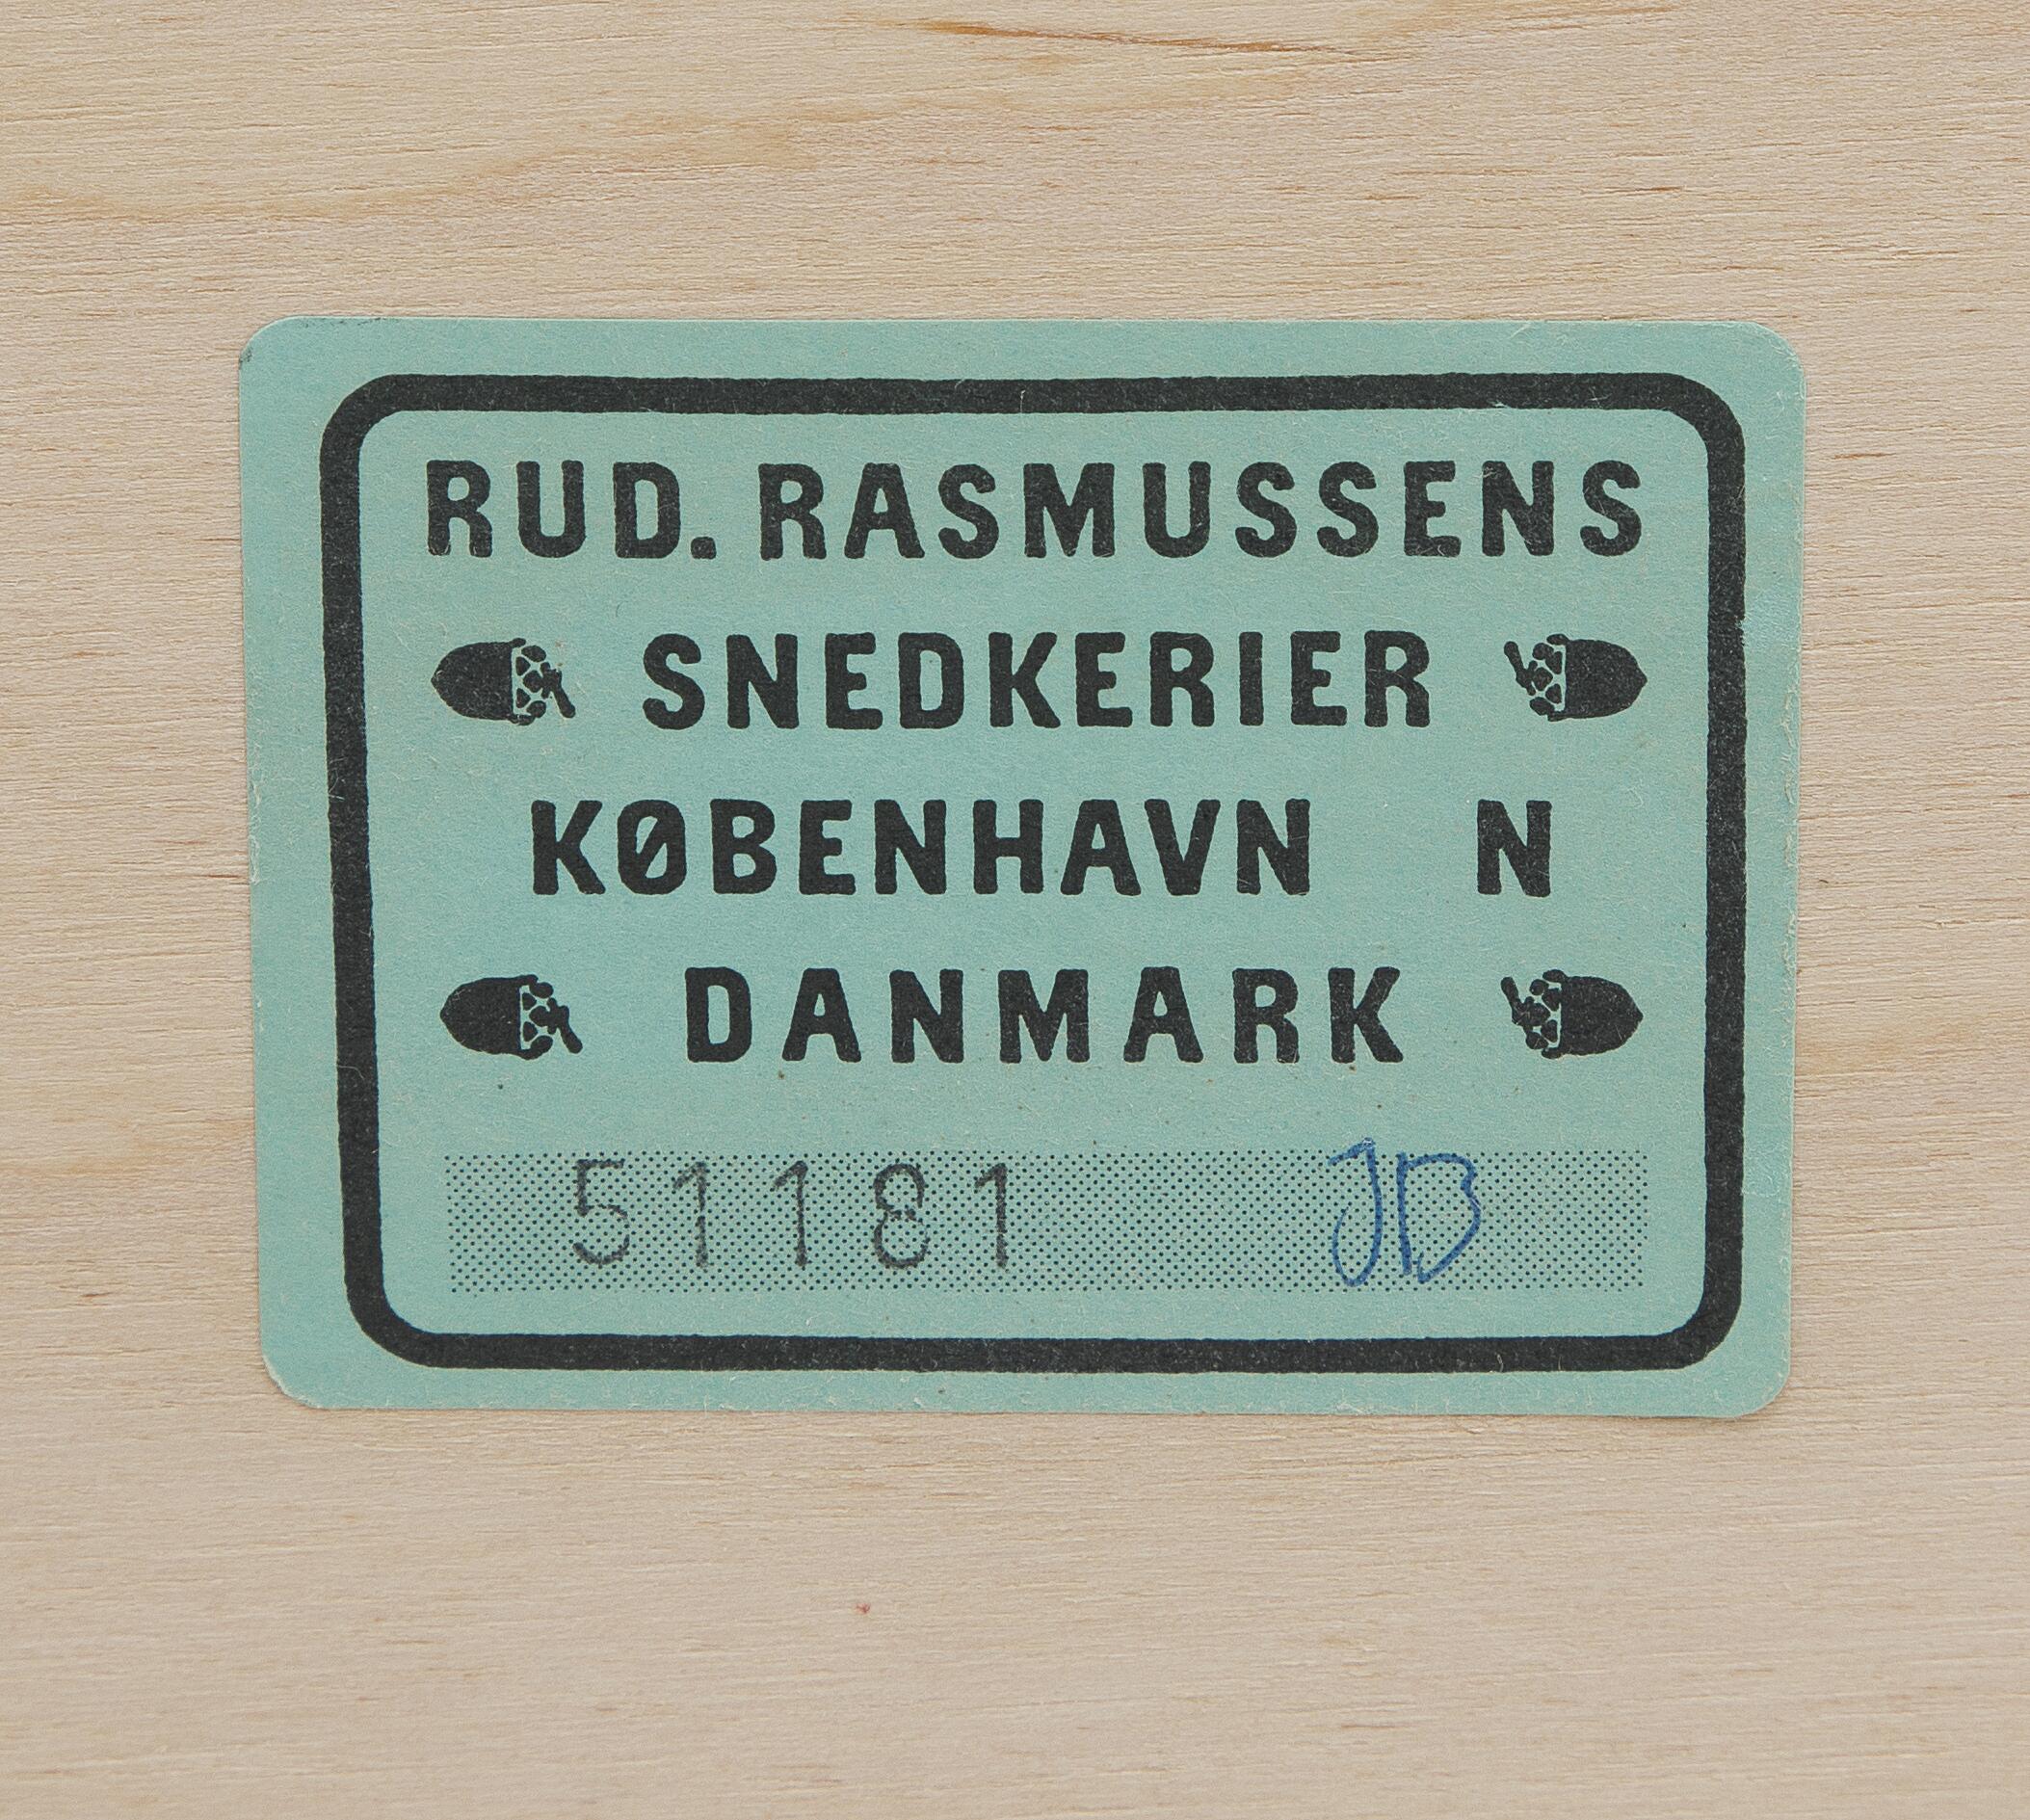 RUD. RASMUSSENS
SNEDKERIER
KØBENHAVN N
DANMARK
51181 JB